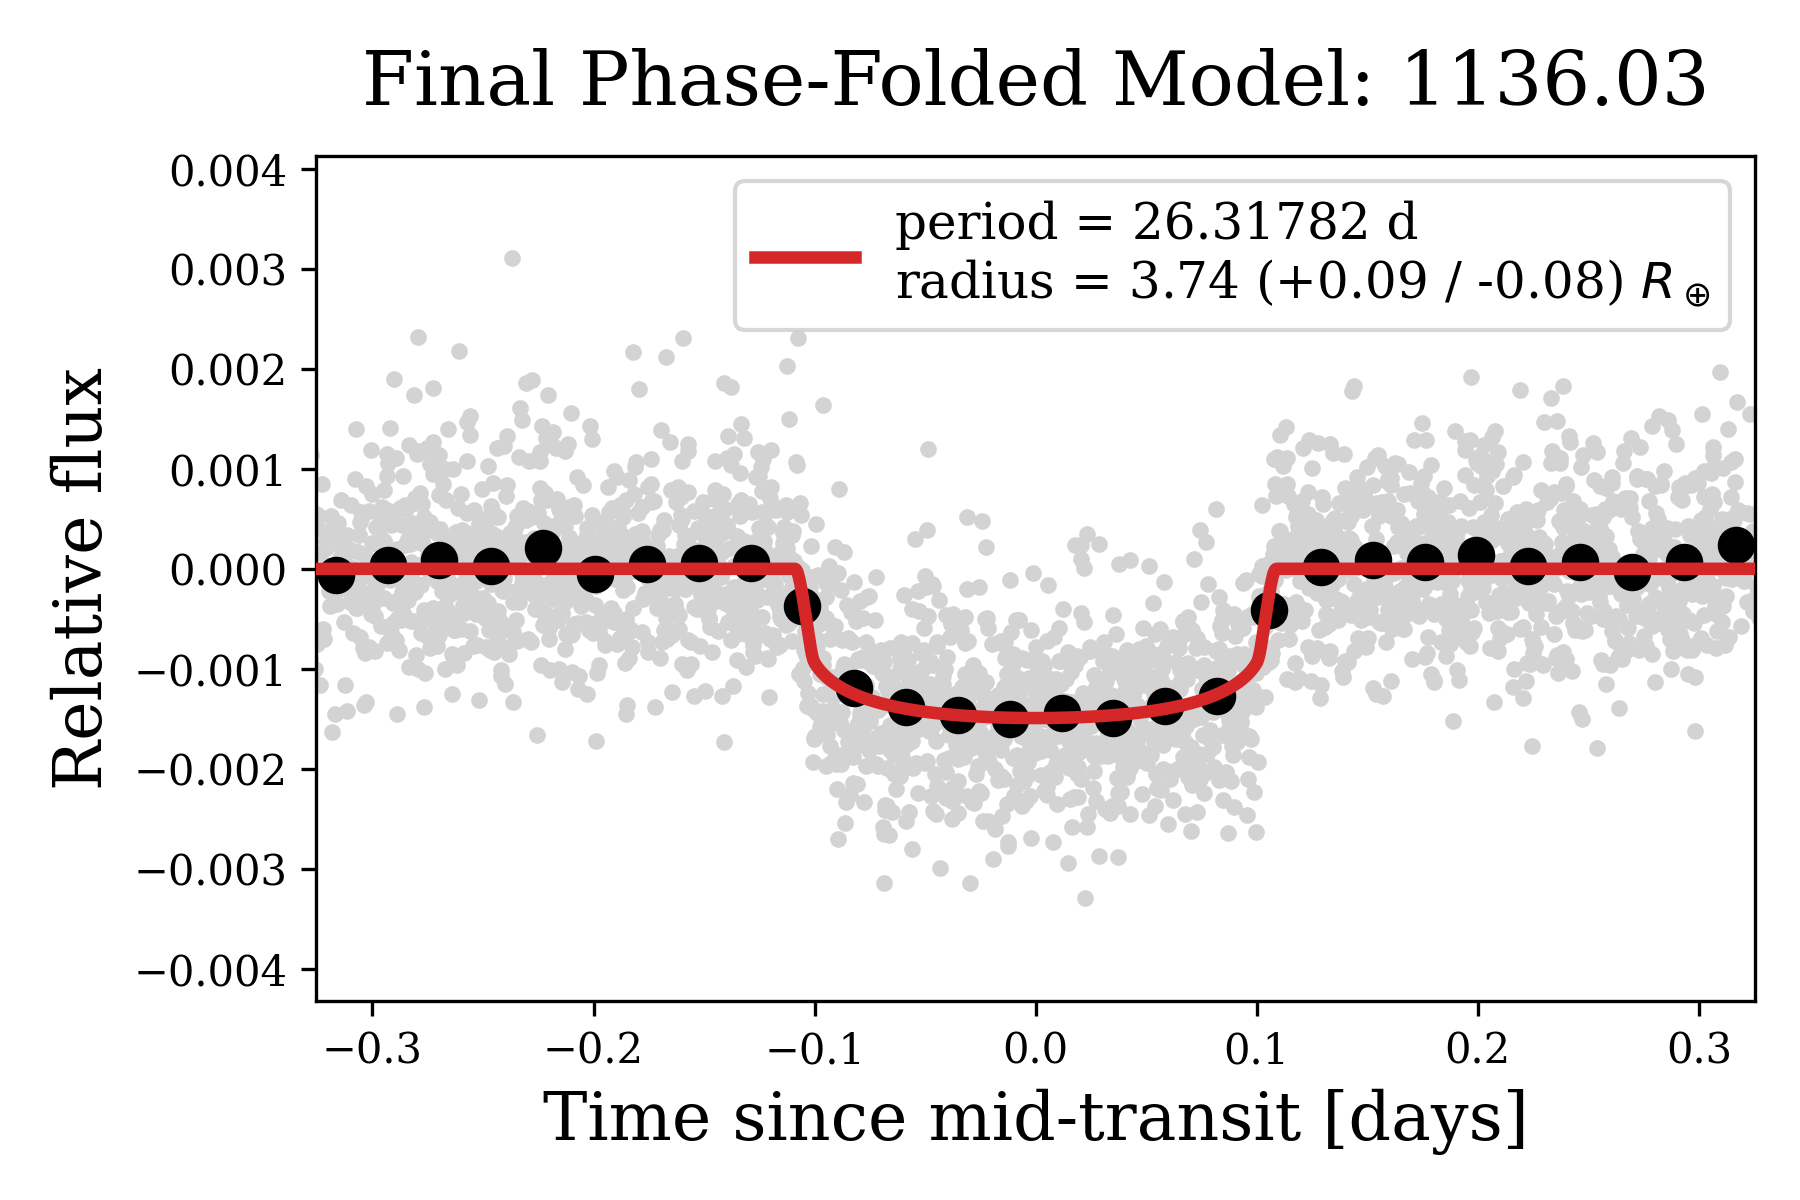 Final Phase-Folded Model: 1136.03
period = 26.31782 d
radius = 3.74 (+0.09 / -0.08) R⊕
Relative flux
0.004
0.003
0.002
0.001
0.000
−0.001
−0.002
−0.003
−0.004
−0.3 −0.2 −0.1 0.0 0.1 0.2 0.3
Time since mid-transit [days]